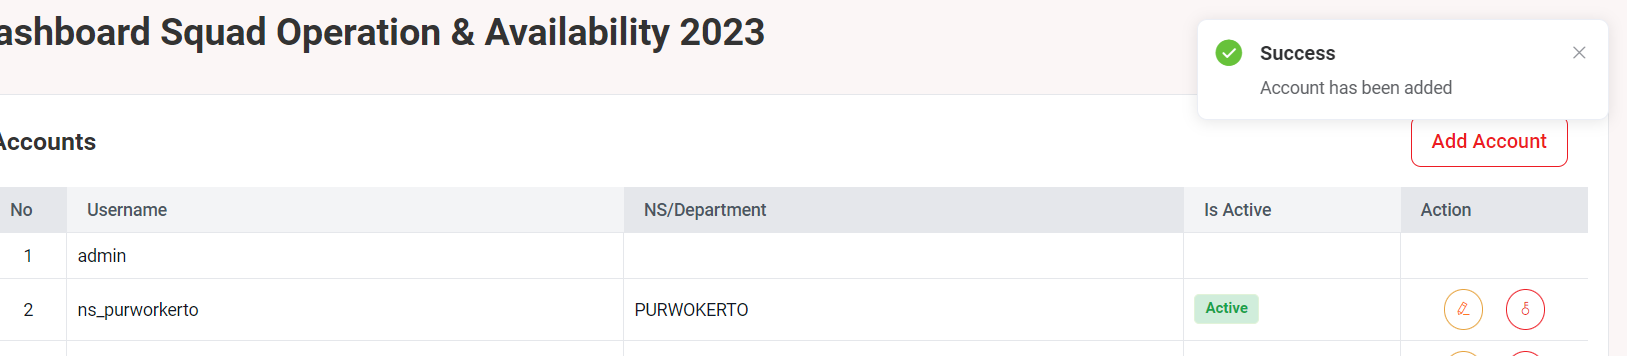 ashboard Squad Operation & Availability 2023
Success
Account has been added
Accounts
Add Account
No Username NS/Department Is Active Action
1 admin
2 ns_purworkerto PURWOKERTO Active